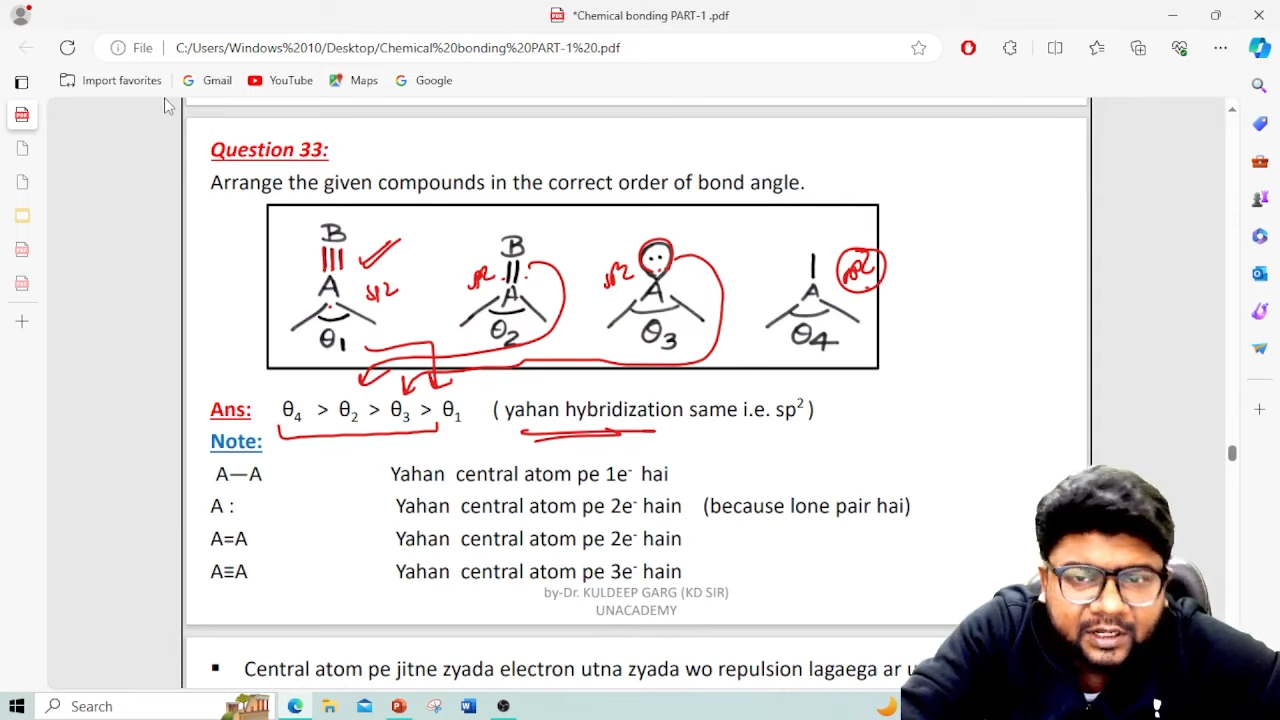 *Chemical bonding PART-1 .pdf
File | C:/Users/Windows%2010/Desktop/Chemical%20bonding%20PART-1%20.pdf
Import favorites Gmail YouTube Maps Google
Question 33:
Arrange the given compounds in the correct order of bond angle.
B B
A sp2 sp2 A sp2 A A sp2
θ1 θ2 θ3 θ4
Ans: θ4 > θ2 > θ3 > θ1 ( yahan hybridization same i.e. sp² )
Note:
A—A Yahan central atom pe 1e⁻ hai
A : Yahan central atom pe 2e⁻ hain (because lone pair hai)
A=A Yahan central atom pe 2e⁻ hain
A≡A Yahan central atom pe 3e⁻ hain
by-Dr. KULDEEP GARG (KD SIR)
UNACADEMY
▪ Central atom pe jitne zyada electron utna zyada wo repulsion lagaega ar
Search